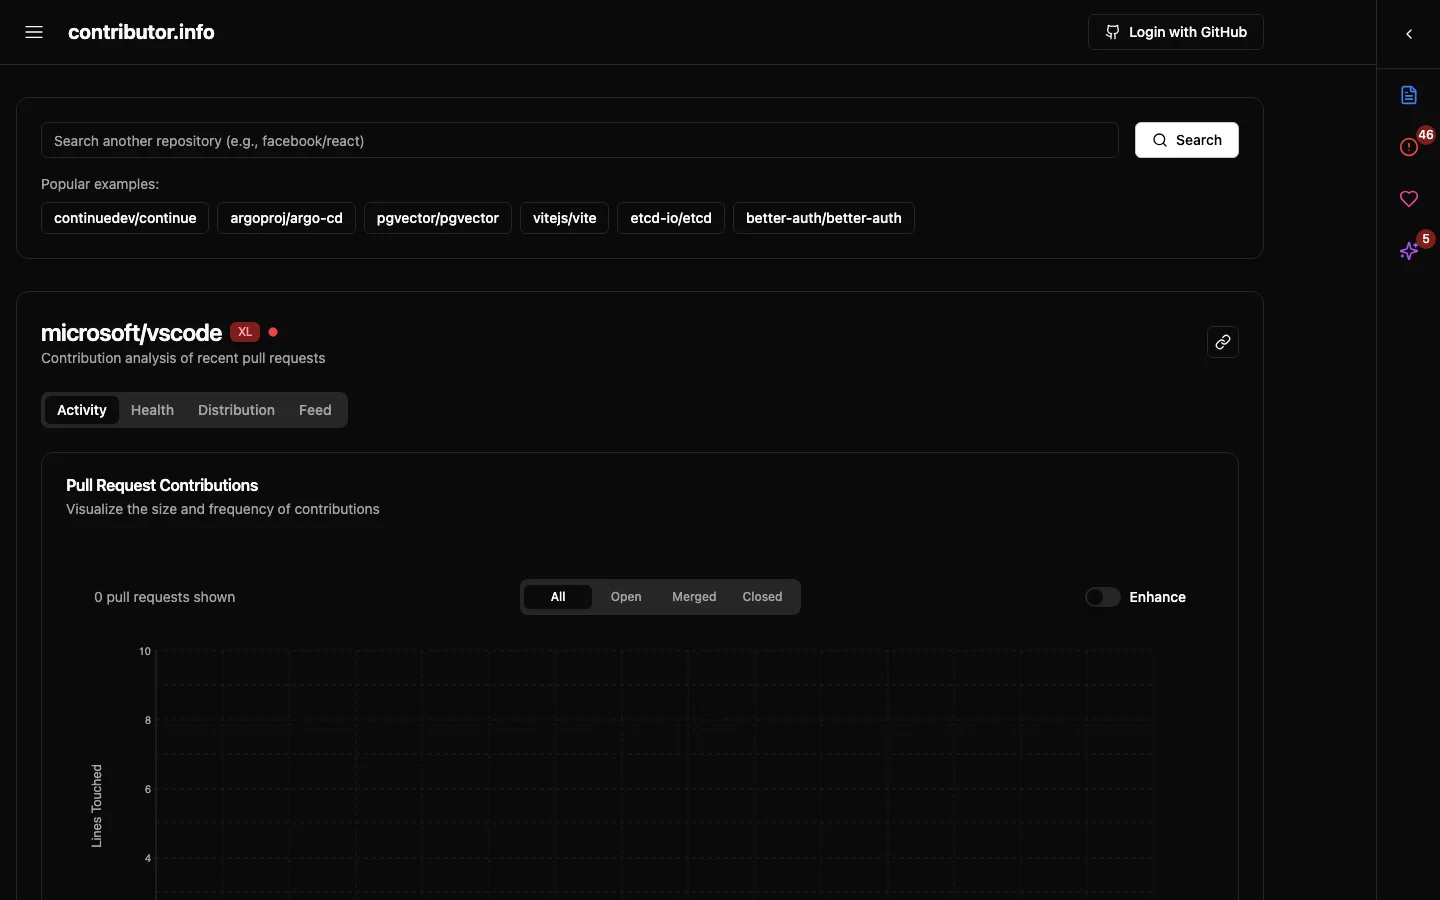 contributor.info
Login with GitHub
Search another repository (e.g., facebook/react)
Search
Popular examples:
continuedev/continue
argoproj/argo-cd
pgvector/pgvector
vitejs/vite
etcd-io/etcd
better-auth/better-auth
46
5
microsoft/vscode XL
Contribution analysis of recent pull requests
Activity
Health
Distribution
Feed
Pull Request Contributions
Visualize the size and frequency of contributions
0 pull requests shown
All
Open
Merged
Closed
Enhance
10
8
6
4
Lines Touched